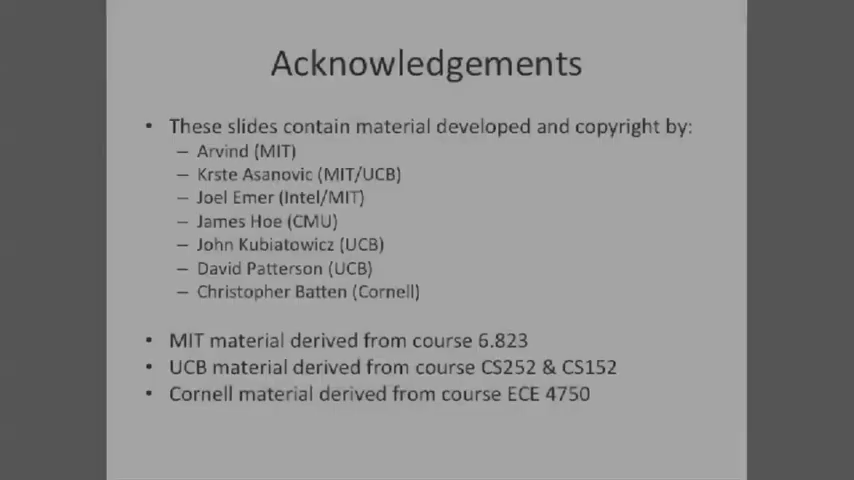 Acknowledgements
• These slides contain material developed and copyright by:
– Arvind (MIT)
– Krste Asanovic (MIT/UCB)
– Joel Emer (Intel/MIT)
– James Hoe (CMU)
– John Kubiatowicz (UCB)
– David Patterson (UCB)
– Christopher Batten (Cornell)
• MIT material derived from course 6.823
• UCB material derived from course CS252 & CS152
• Cornell material derived from course ECE 4750